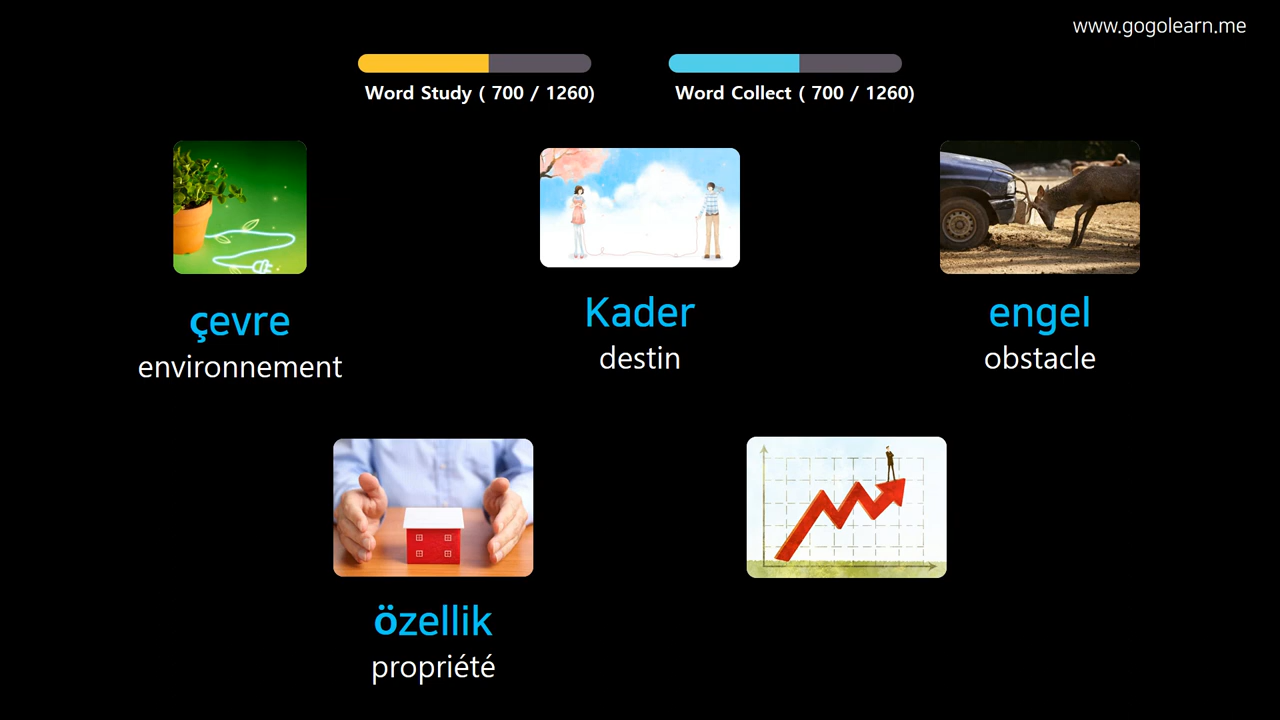 www.gogolearn.me
Word Study ( 700 / 1260)
Word Collect ( 700 / 1260)
çevre
environnement
Kader
destin
engel
obstacle
özellik
propriété